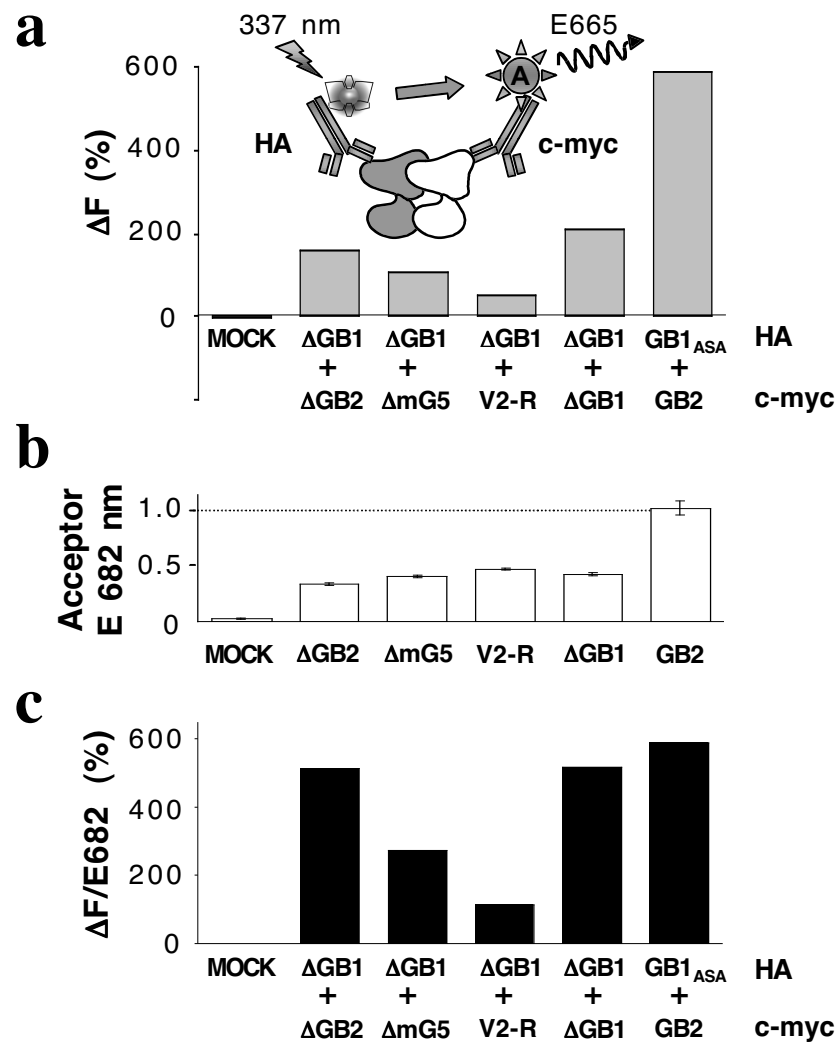 a
337 nm
E665
A
HA
c-myc
ΔF (%)
600
400
200
0
MOCK ΔGB1 ΔGB1 ΔGB1 ΔGB1 GB1ASA HA
+ + + + +
ΔGB2 ΔmG5 V2-R ΔGB1 GB2 c-myc
b
Acceptor
E 682 nm
1.0
0.5
0
MOCK ΔGB2 ΔmG5 V2-R ΔGB1 GB2
c
ΔF/E682 (%)
600
400
200
0
MOCK ΔGB1 ΔGB1 ΔGB1 ΔGB1 GB1ASA HA
+ + + + +
ΔGB2 ΔmG5 V2-R ΔGB1 GB2 c-myc